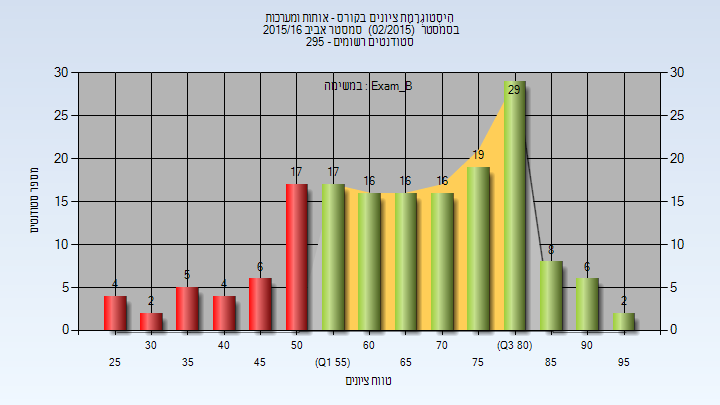 היסטוגרמת ציונים בקורס - אותות ומערכות
בסמסטר (02/2015) סמסטר אביב 2015/16
סטודנטים רשומים - 295
במשימה : Exam_B
מספר סטודנטים
30 30
25 25
20 20
15 15
10 10
5 5
0 0
4 2 5 4 6 17 17 16 16 16 19 29 8 6 2
30 40 50 60 70 (Q3 80) 90
25 35 45 (Q1 55) 65 75 85 95
טווח ציונים